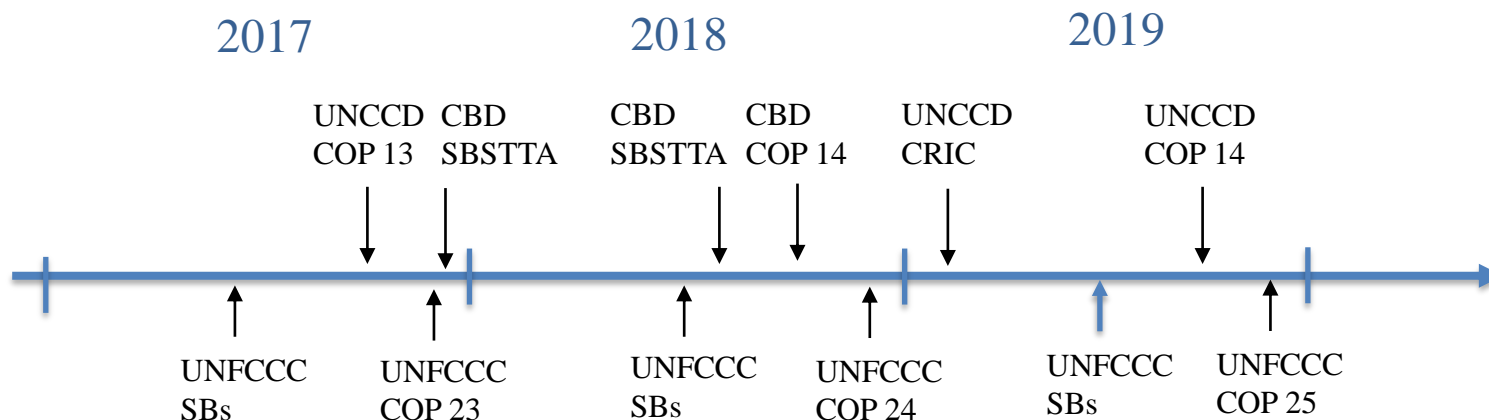 2017
2018
2019
UNCCD
COP 13
CBD
SBSTTA
CBD
SBSTTA
CBD
COP 14
UNCCD
CRIC
UNCCD
COP 14
UNFCCC
SBs
UNFCCC
COP 23
UNFCCC
SBs
UNFCCC
COP 24
UNFCCC
SBs
UNFCCC
COP 25